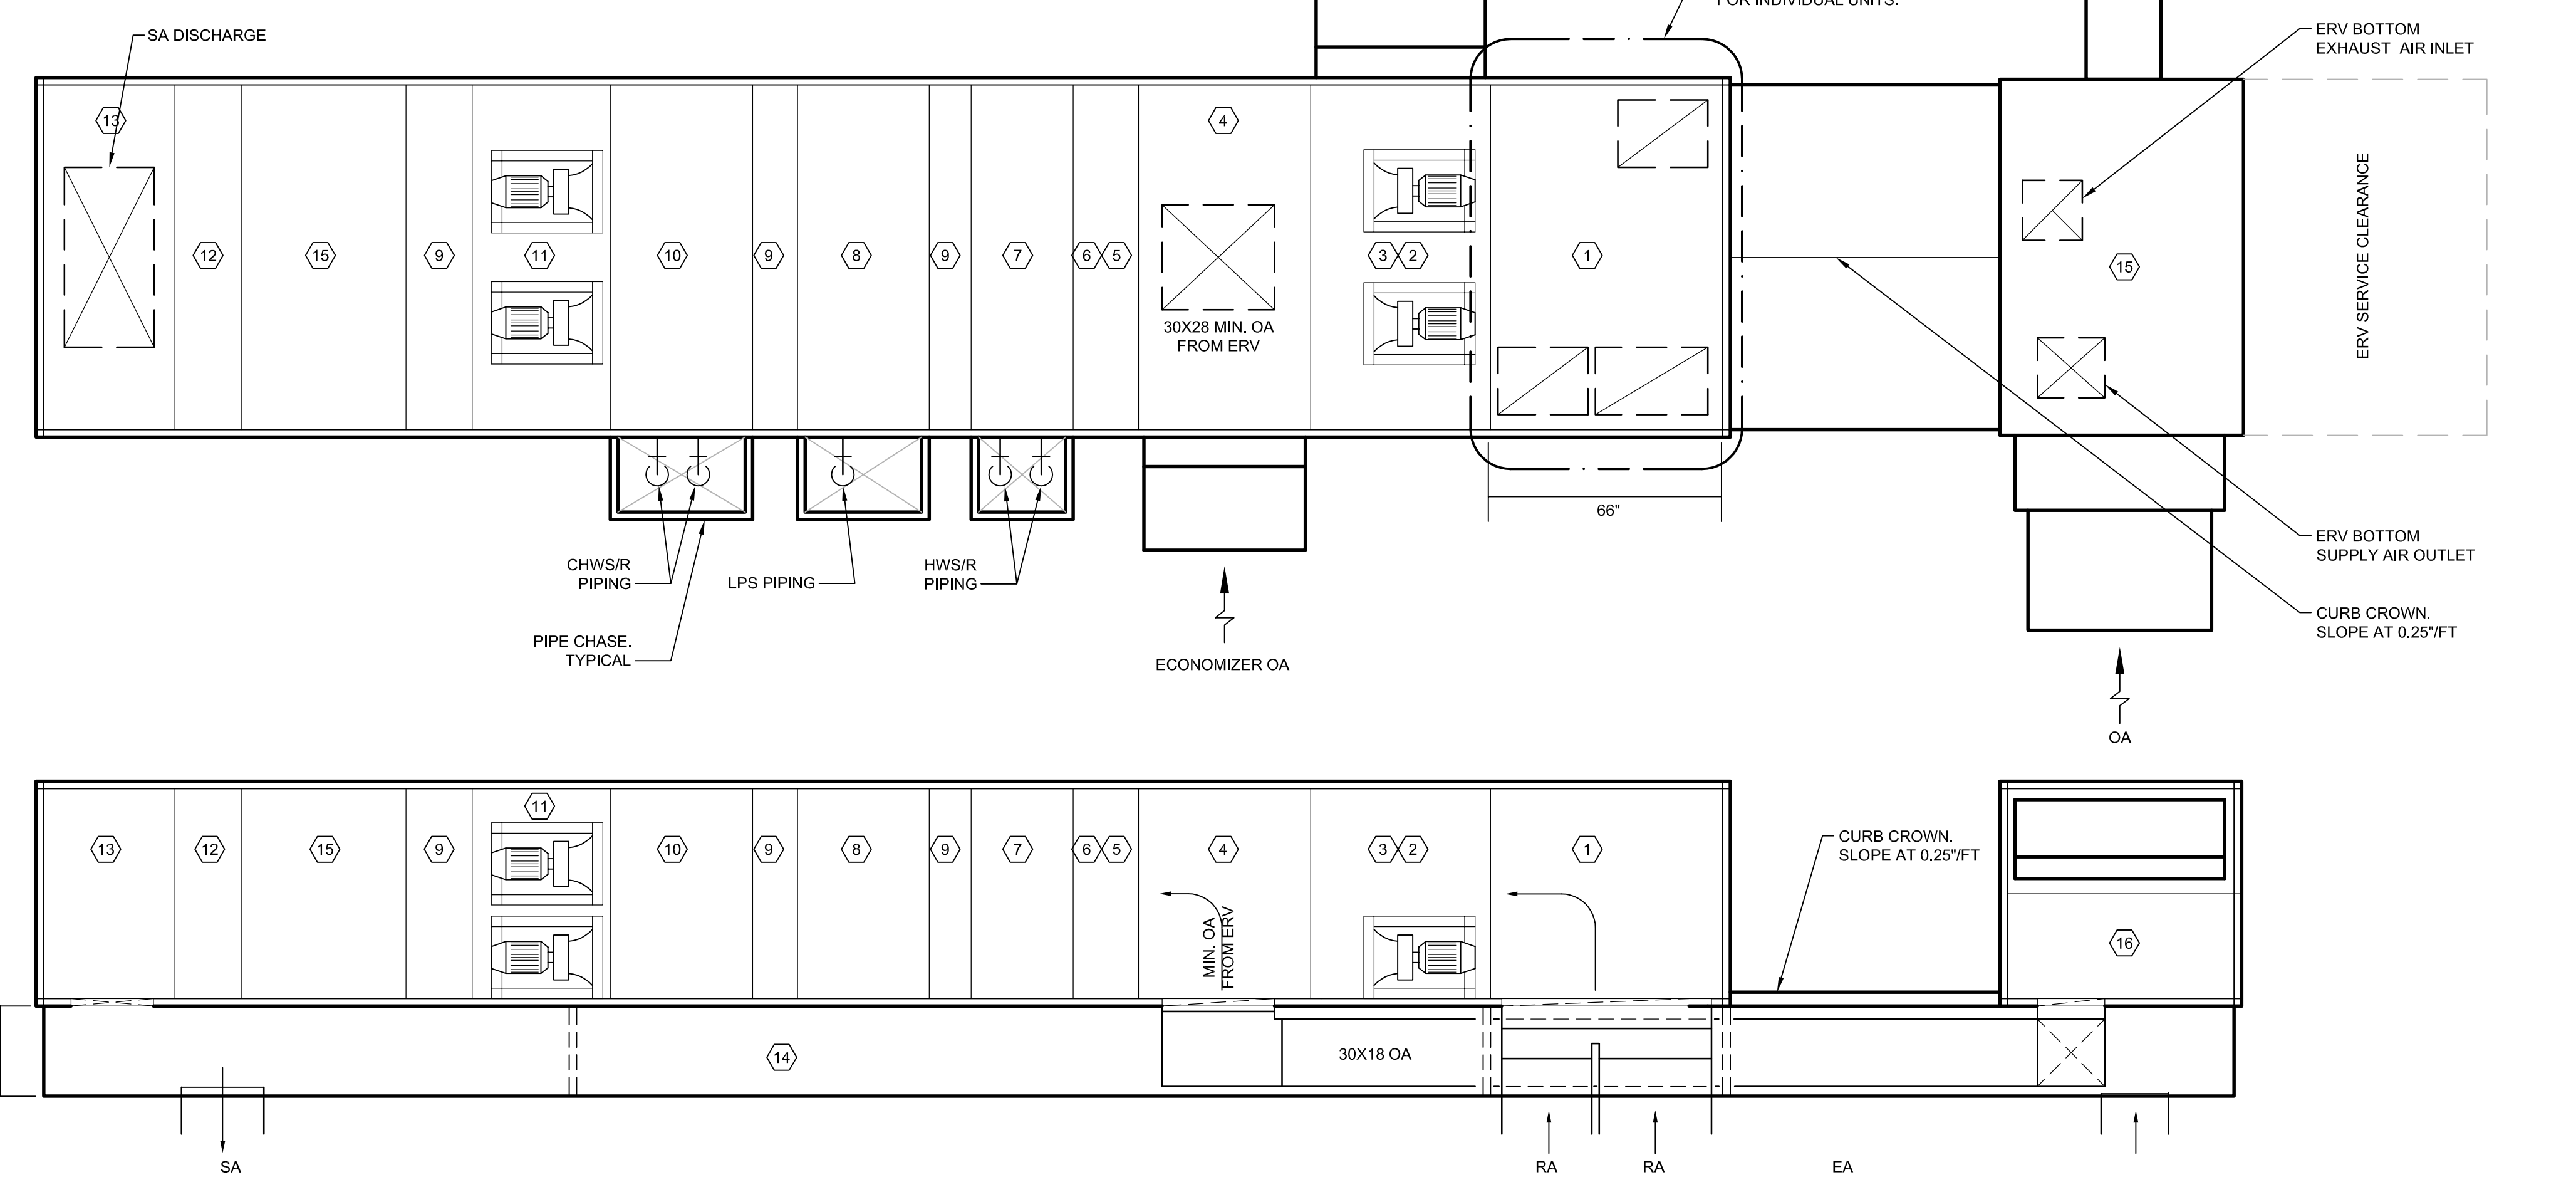 FOR INDIVIDUAL UNITS.
SA DISCHARGE
ERV BOTTOM
EXHAUST AIR INLET
13
4
12
15
9
11
10
9
8
9
7
6
5
3
2
1
15
ERV SERVICE CLEARANCE
30X28 MIN. OA
FROM ERV
66"
CHWS/R
PIPING
LPS PIPING
HWS/R
PIPING
ERV BOTTOM
SUPPLY AIR OUTLET
PIPE CHASE.
TYPICAL
ECONOMIZER OA
CURB CROWN.
SLOPE AT 0.25"/FT
OA
11
13
12
15
9
10
9
8
9
7
6
5
4
3
2
1
CURB CROWN.
SLOPE AT 0.25"/FT
MIN. OA
FROM ERV
16
14
30X18 OA
SA
RA
RA
EA